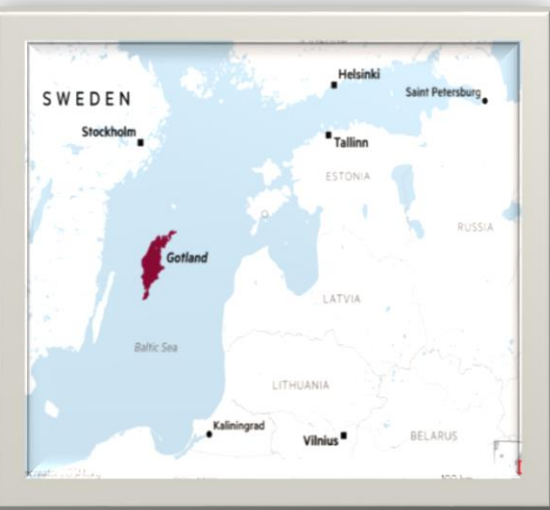 Helsinki
Saint Petersburg
SWEDEN
Stockholm
Tallinn
ESTONIA
RUSSIA
Gotland
LATVIA
Baltic Sea
LITHUANIA
Kaliningrad
Vilnius
BELARUS